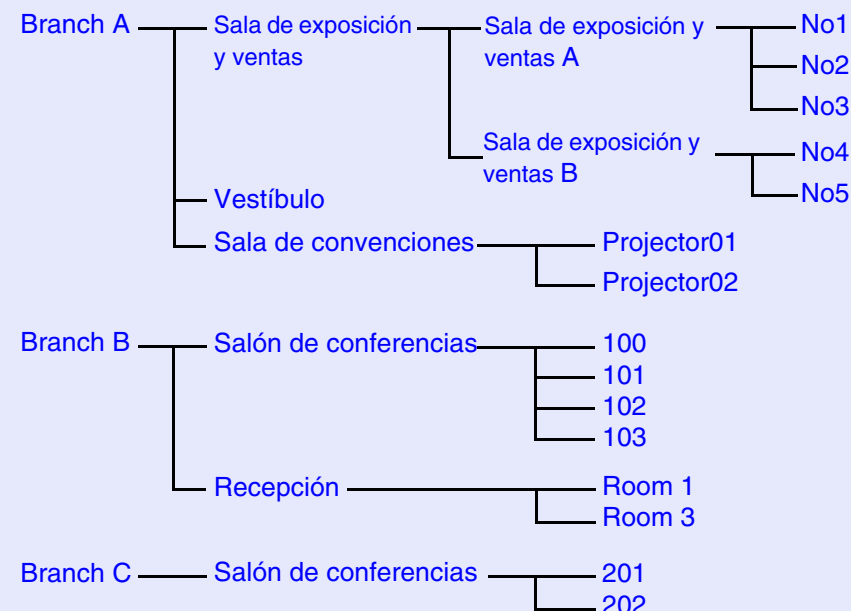 Branch A
Sala de exposición
y ventas
Sala de exposición y
ventas A
No1
No2
No3
Sala de exposición y
ventas B
No4
No5
Vestíbulo
Sala de convenciones
Projector01
Projector02
Branch B
Salón de conferencias
100
101
102
103
Recepción
Room 1
Room 3
Branch C
Salón de conferencias
201
202